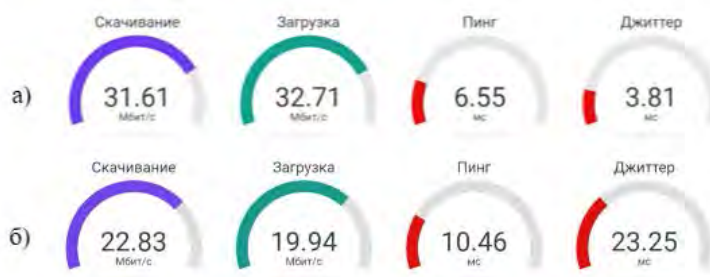 Скачивание Загрузка Пинг Джиттер
а) 31.61 32.71 6.55 3.81
Мбит/с Мбит/с мс мс
Скачивание Загрузка Пинг Джиттер
б) 22.83 19.94 10.46 23.25
Мбит/с Мбит/с мс мс